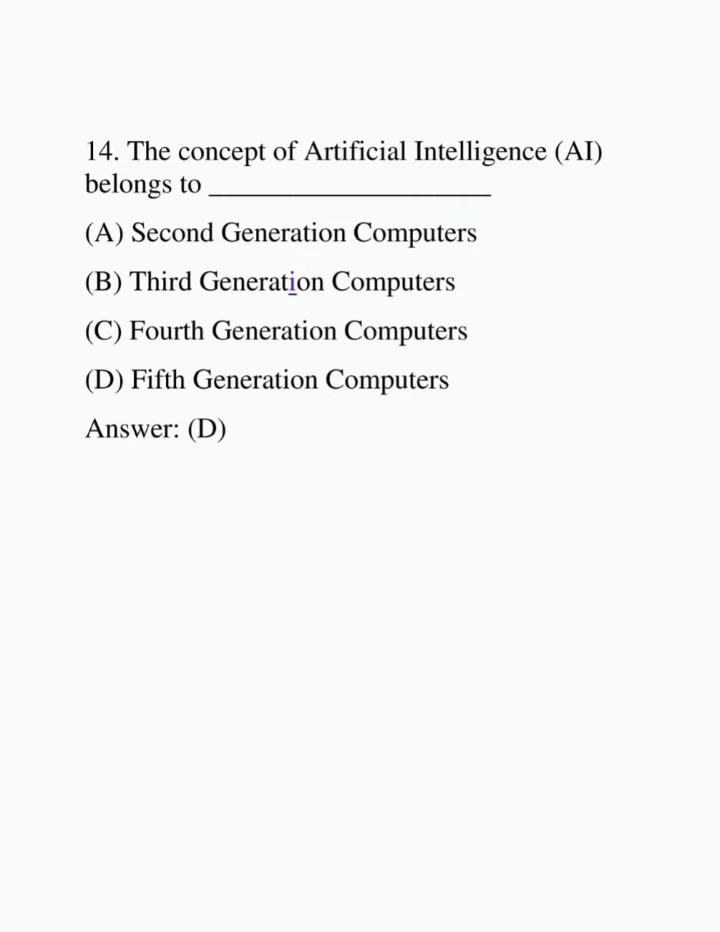 14. The concept of Artificial Intelligence (AI)
belongs to ____________________
(A) Second Generation Computers
(B) Third Generation Computers
(C) Fourth Generation Computers
(D) Fifth Generation Computers
Answer: (D)